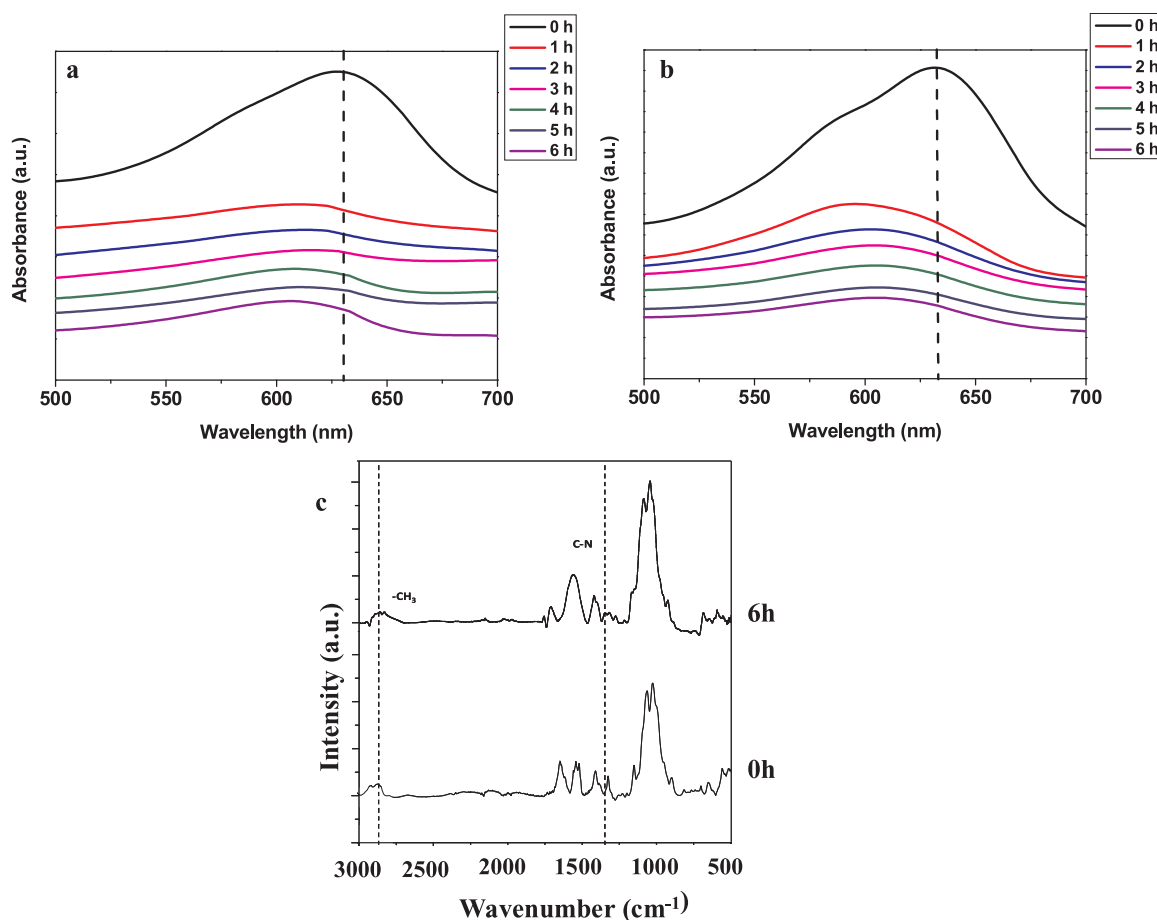 a
0 h
1 h
2 h
3 h
4 h
5 h
6 h
Absorbance (a.u.)
500 550 600 650 700
Wavelength (nm)
b
0 h
1 h
2 h
3 h
4 h
5 h
6 h
Absorbance (a.u.)
500 550 600 650 700
Wavelength (nm)
c
C-N
-CH₃
6h
0h
Intensity (a.u.)
3000 2500 2000 1500 1000 500
Wavenumber (cm⁻¹)